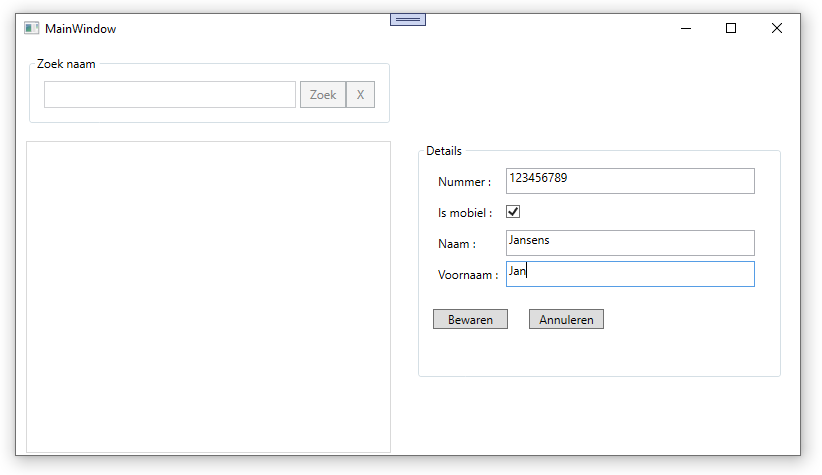 MainWindow
Zoek naam
Zoek X
Details
Nummer : 123456789
Is mobiel :
Naam : Jansens
Voornaam : Jan
Bewaren Annuleren